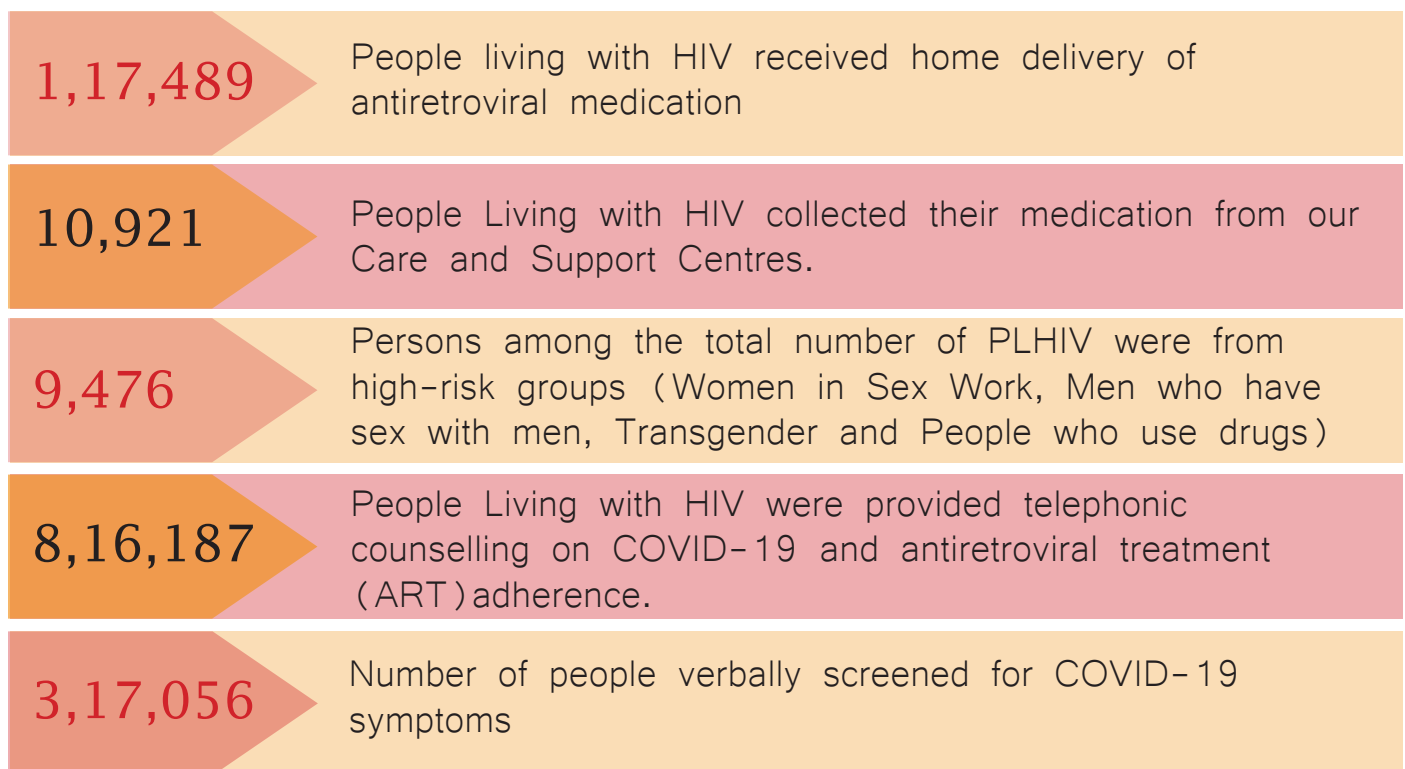 1,17,489
People living with HIV received home delivery of
antiretroviral medication
10,921
People Living with HIV collected their medication from our
Care and Support Centres.
9,476
Persons among the total number of PLHIV were from
high-risk groups (Women in Sex Work, Men who have
sex with men, Transgender and People who use drugs)
8,16,187
People Living with HIV were provided telephonic
counselling on COVID-19 and antiretroviral treatment
(ART)adherence.
3,17,056
Number of people verbally screened for COVID-19
symptoms